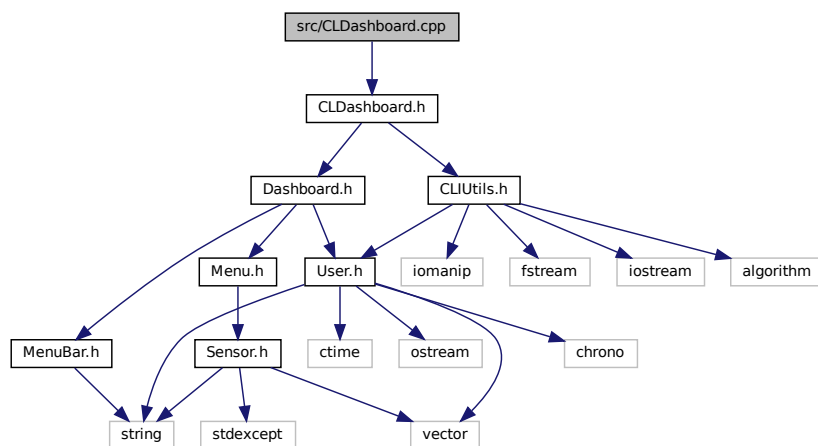 src/CLDashboard.cpp
CLDashboard.h
Dashboard.h
CLIUtils.h
Menu.h
User.h
iomanip
fstream
iostream
algorithm
MenuBar.h
Sensor.h
ctime
ostream
chrono
string
stdexcept
vector